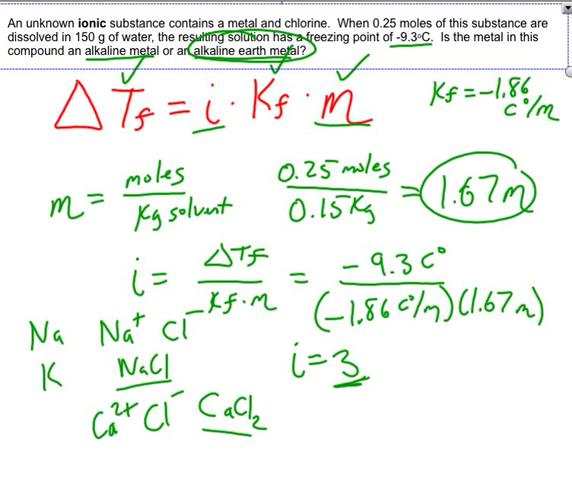 An unknown ionic substance contains a metal and chlorine. When 0.25 moles of this substance are
dissolved in 150 g of water, the resulting solution has a freezing point of -9.3°C. Is the metal in this
compound an alkaline metal or an alkaline earth metal?
ΔTf = i · Kf · m
Kf = -1.86 C°/m
m = moles / Kg solvent
0.25 moles / 0.15 Kg = 1.67 m
i = ΔTf / Kf·m = -9.3 C° / (-1.86 C°/m)(1.67 m)
Na Na⁺ Cl⁻
i = 3
K NaCl
Ca²⁺ Cl⁻ CaCl₂